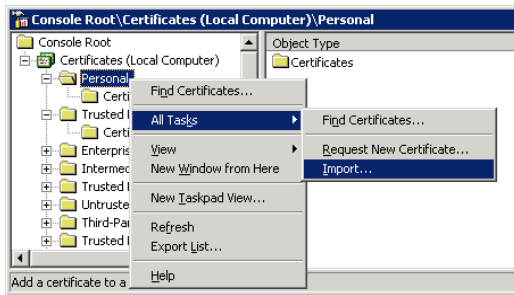 Console Root\Certificates (Local Computer)\Personal
Console Root
Object Type
Certificates (Local Computer)
Certificates
Personal
Certi
Trusted
Certi
Enterpris
Intermed
Trusted
Untruste
Third-Pa
Trusted
Find Certificates...
All Tasks
View
New Window from Here
New Taskpad View...
Refresh
Export List...
Help
Find Certificates...
Request New Certificate...
Import...
Add a certificate to a